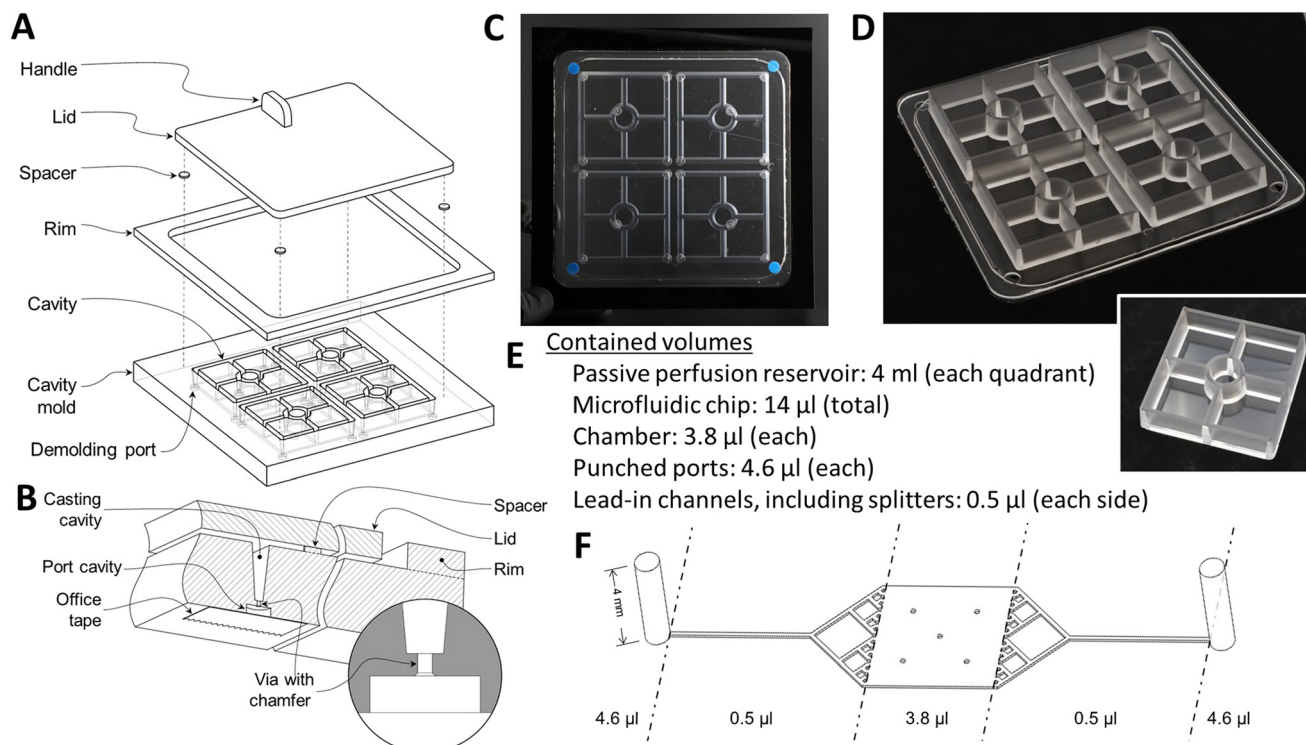 A
Handle
Lid
Spacer
Rim
Cavity
Cavity
mold
Demolding port
B
Casting
cavity
Port cavity
Office
tape
Spacer
Lid
Rim
Via with
chamfer
C
D
E
Contained volumes
Passive perfusion reservoir: 4 ml (each quadrant)
Microfluidic chip: 14 µl (total)
Chamber: 3.8 µl (each)
Punched ports: 4.6 µl (each)
Lead-in channels, including splitters: 0.5 µl (each side)
F
4 mm
4.6 µl
0.5 µl
3.8 µl
0.5 µl
4.6 µl